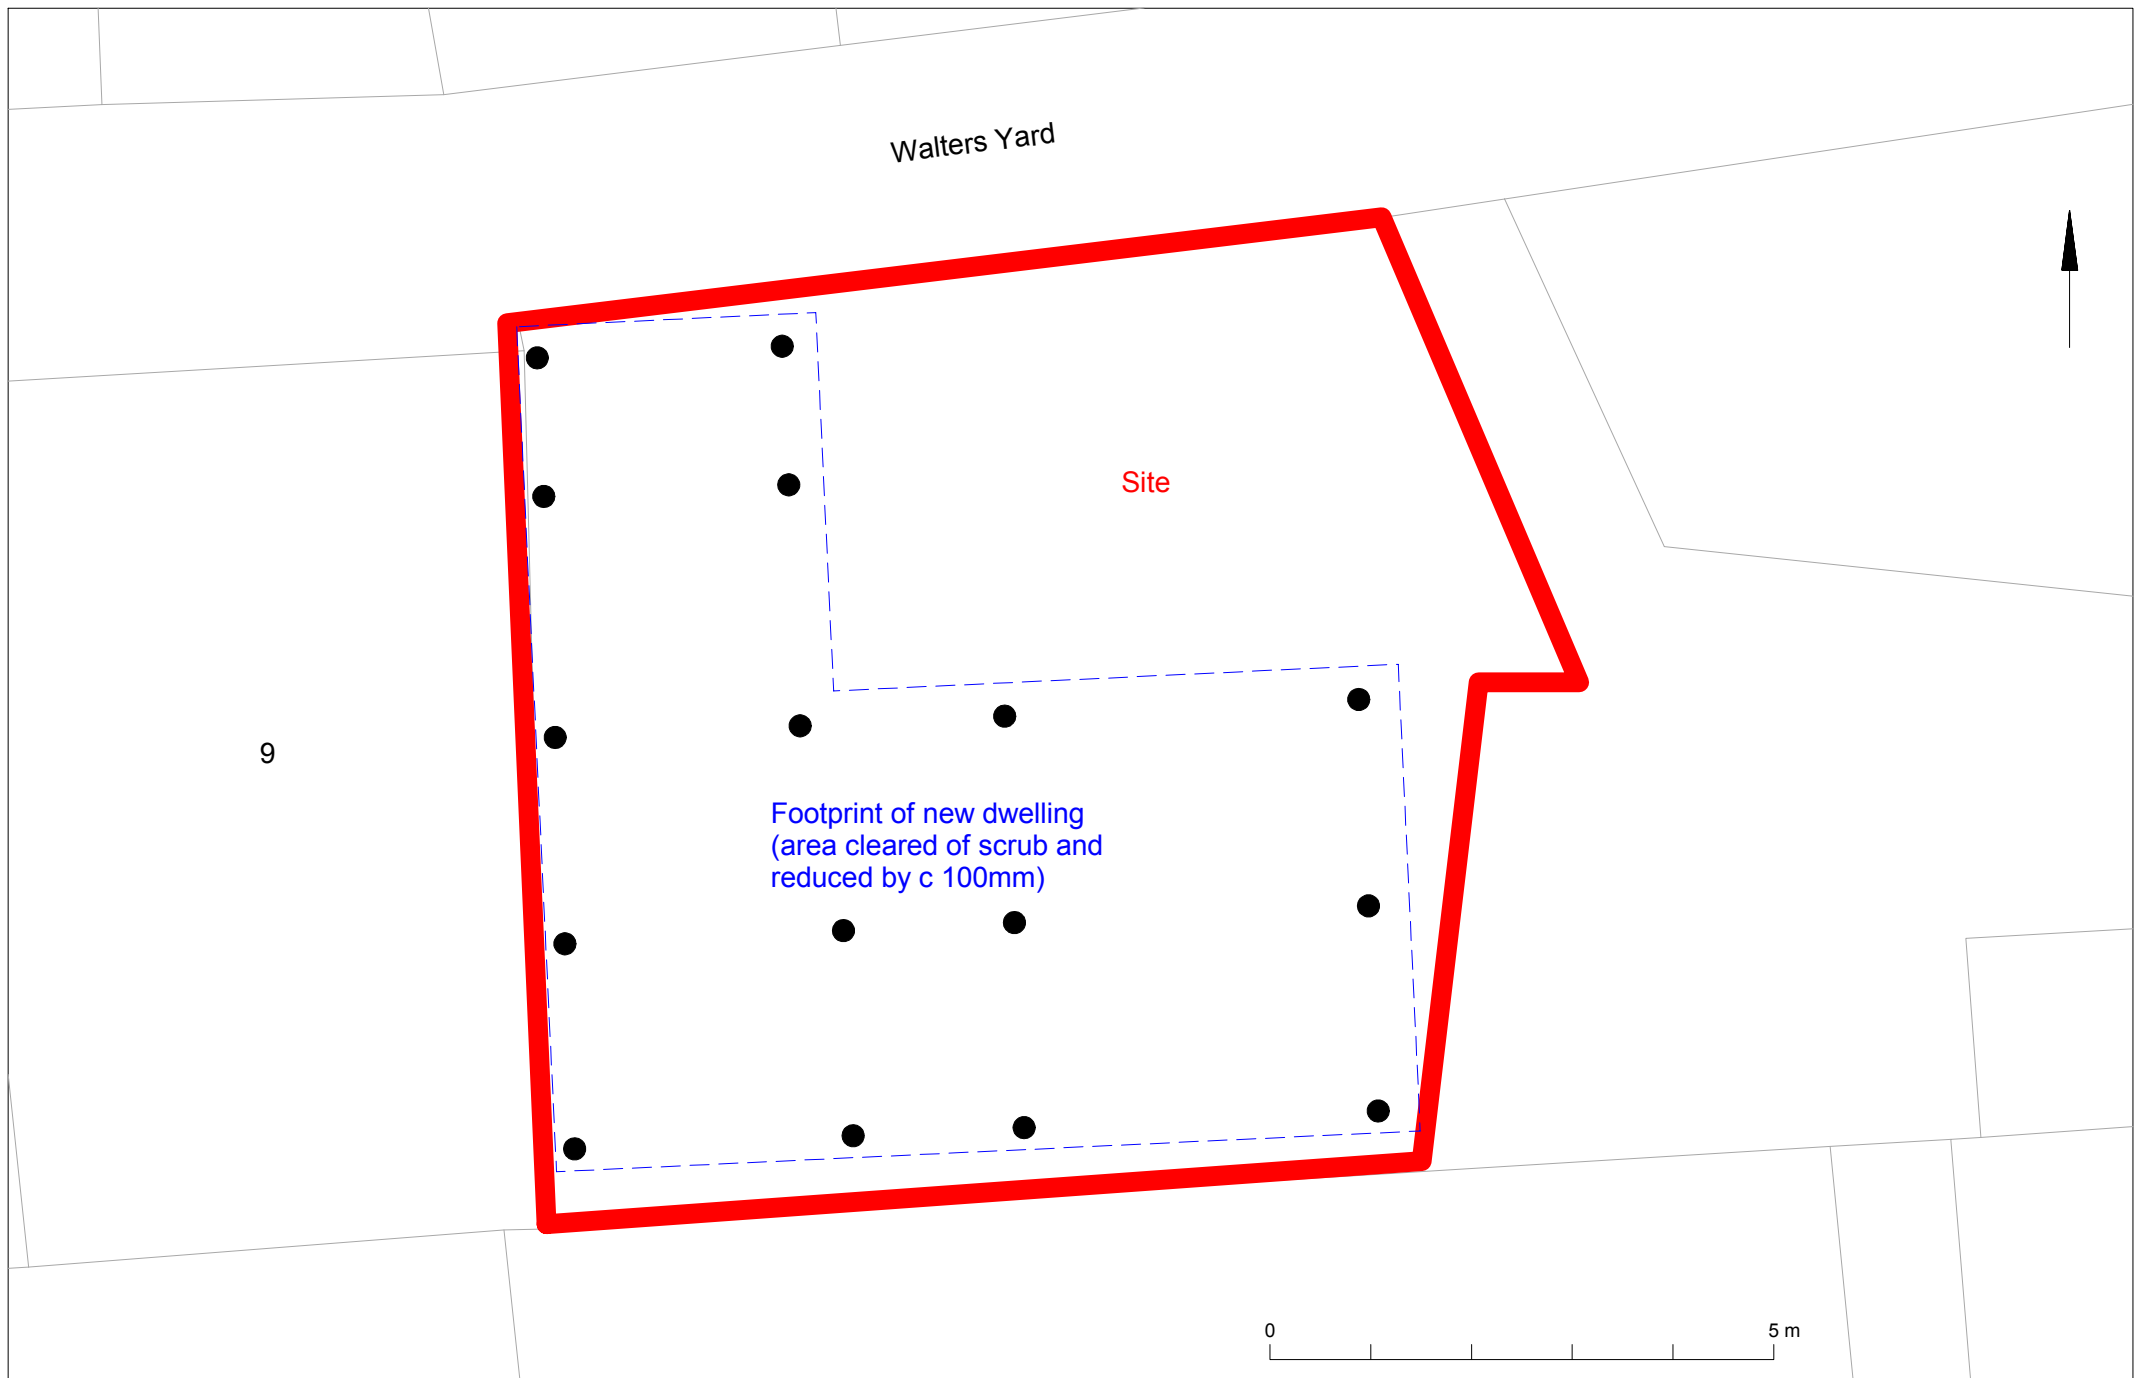 Walters Yard
Site
9
Footprint of new dwelling
(area cleared of scrub and
reduced by c 100mm)
0 5 m